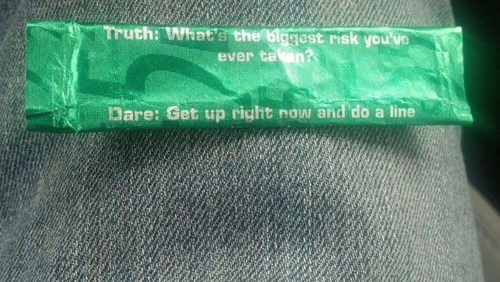 Truth: What's the biggest risk you've
ever taken?
Dare: Get up right now and do a line